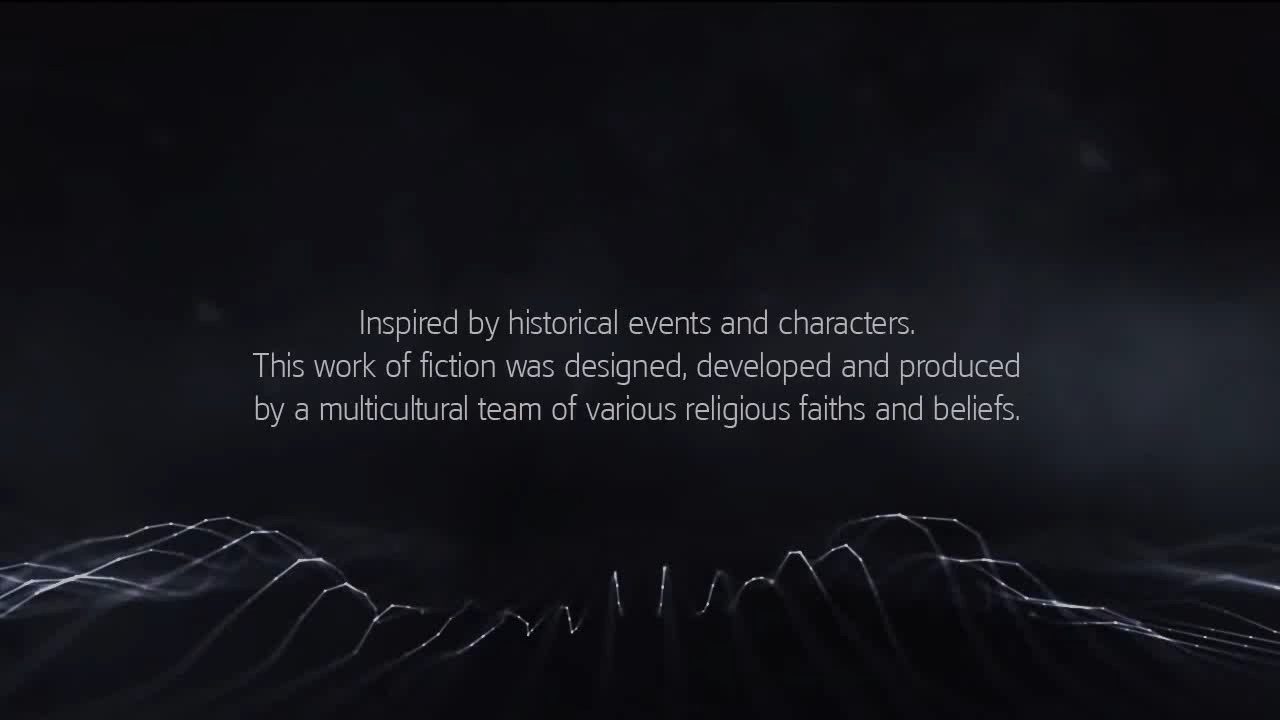 Inspired by historical events and characters.
This work of fiction was designed, developed and produced
by a multicultural team of various religious faiths and beliefs.